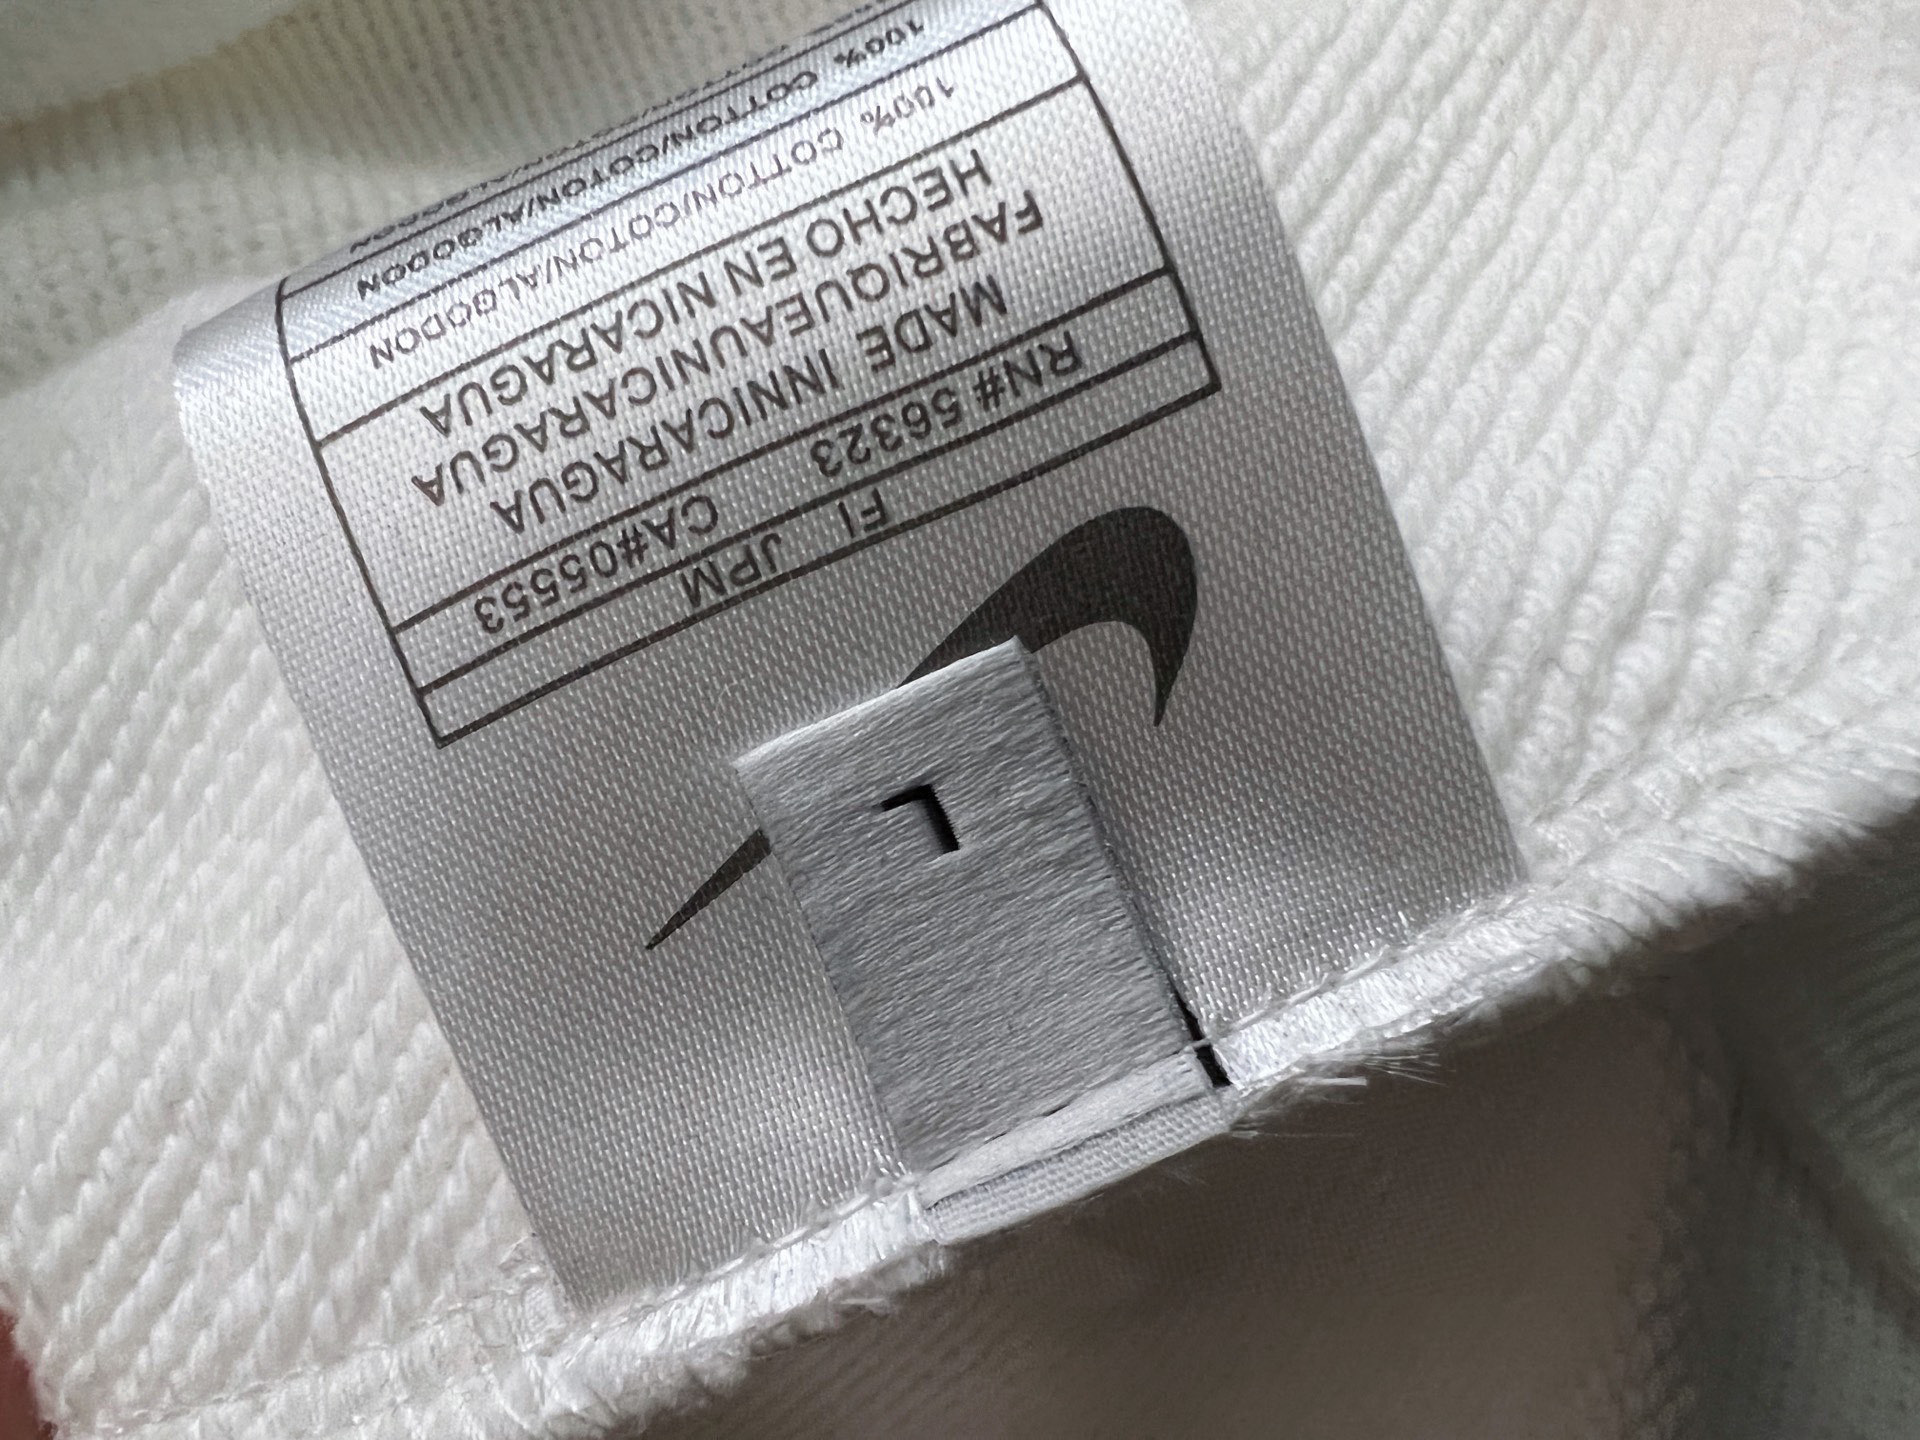 L
FI JPM
RN# 56323 CA#05553
MADE INNICARAGUA
FABRIQUEAUNICARAGUA
HECHO EN NICARAGUA
100% COTTON/COTON/ALGODON
100% COTTON/COTON/ALGODON